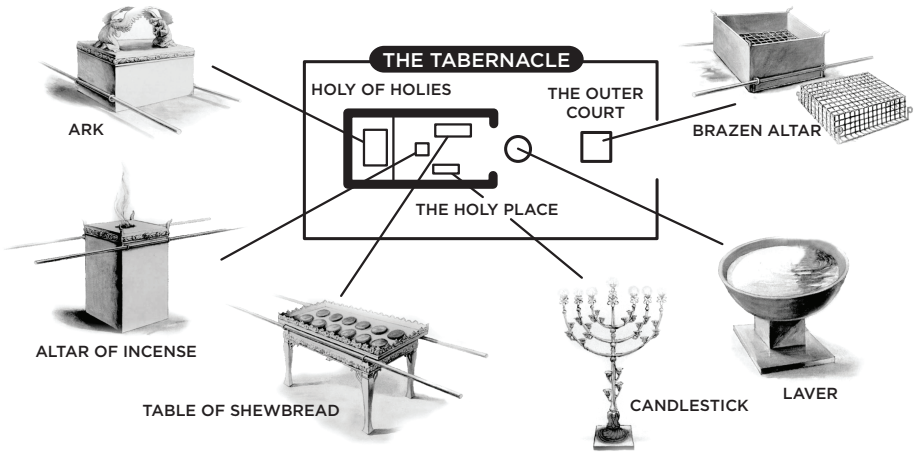 THE TABERNACLE
HOLY OF HOLIES
THE OUTER
COURT
ARK
BRAZEN ALTAR
THE HOLY PLACE
ALTAR OF INCENSE
TABLE OF SHEWBREAD
CANDLESTICK
LAVER